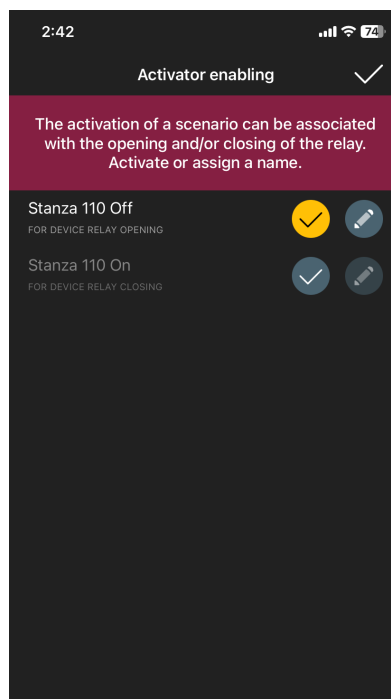 2:42
74
Activator enabling
The activation of a scenario can be associated
with the opening and/or closing of the relay.
Activate or assign a name.
Stanza 110 Off
FOR DEVICE RELAY OPENING
Stanza 110 On
FOR DEVICE RELAY CLOSING